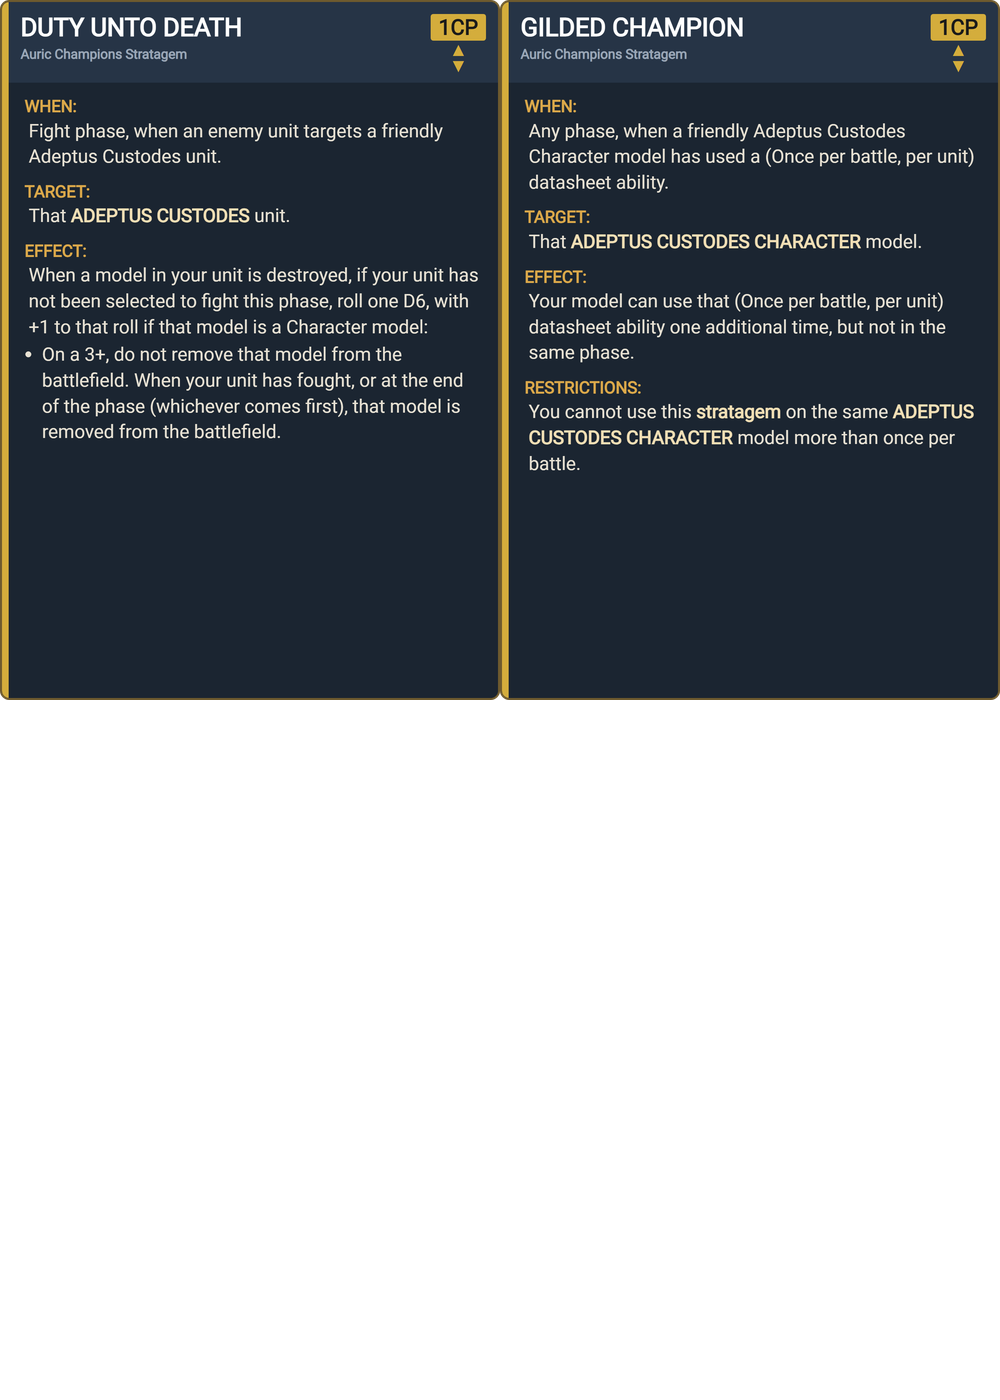 DUTY UNTO DEATH
1CP
Auric Champions Stratagem
▲
▼
WHEN:
Fight phase, when an enemy unit targets a friendly
Adeptus Custodes unit.
TARGET:
That ADEPTUS CUSTODES unit.
EFFECT:
When a model in your unit is destroyed, if your unit has
not been selected to fight this phase, roll one D6, with
+1 to that roll if that model is a Character model:
• On a 3+, do not remove that model from the
battlefield. When your unit has fought, or at the end
of the phase (whichever comes first), that model is
removed from the battlefield.
GILDED CHAMPION
1CP
Auric Champions Stratagem
▲
▼
WHEN:
Any phase, when a friendly Adeptus Custodes
Character model has used a (Once per battle, per unit)
datasheet ability.
TARGET:
That ADEPTUS CUSTODES CHARACTER model.
EFFECT:
Your model can use that (Once per battle, per unit)
datasheet ability one additional time, but not in the
same phase.
RESTRICTIONS:
You cannot use this stratagem on the same ADEPTUS
CUSTODES CHARACTER model more than once per
battle.